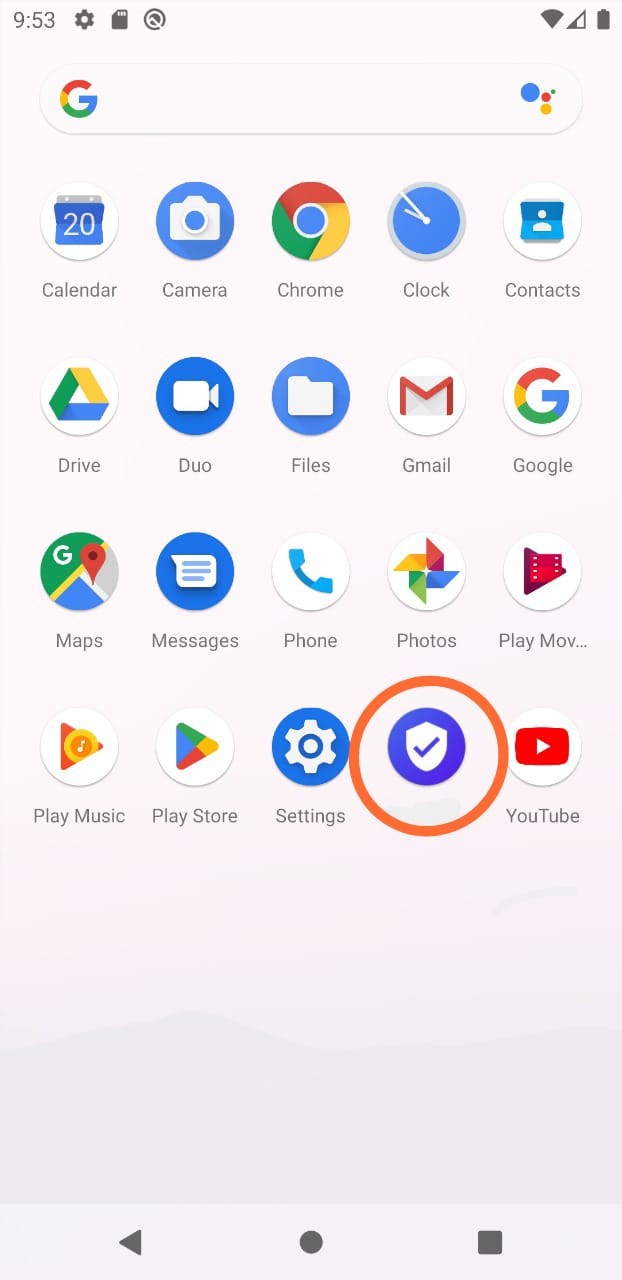 9:53
20
Calendar Camera Chrome Clock Contacts
Drive Duo Files Gmail Google
G
Maps Messages Phone Photos Play Mov...
Play Music Play Store Settings YouTube